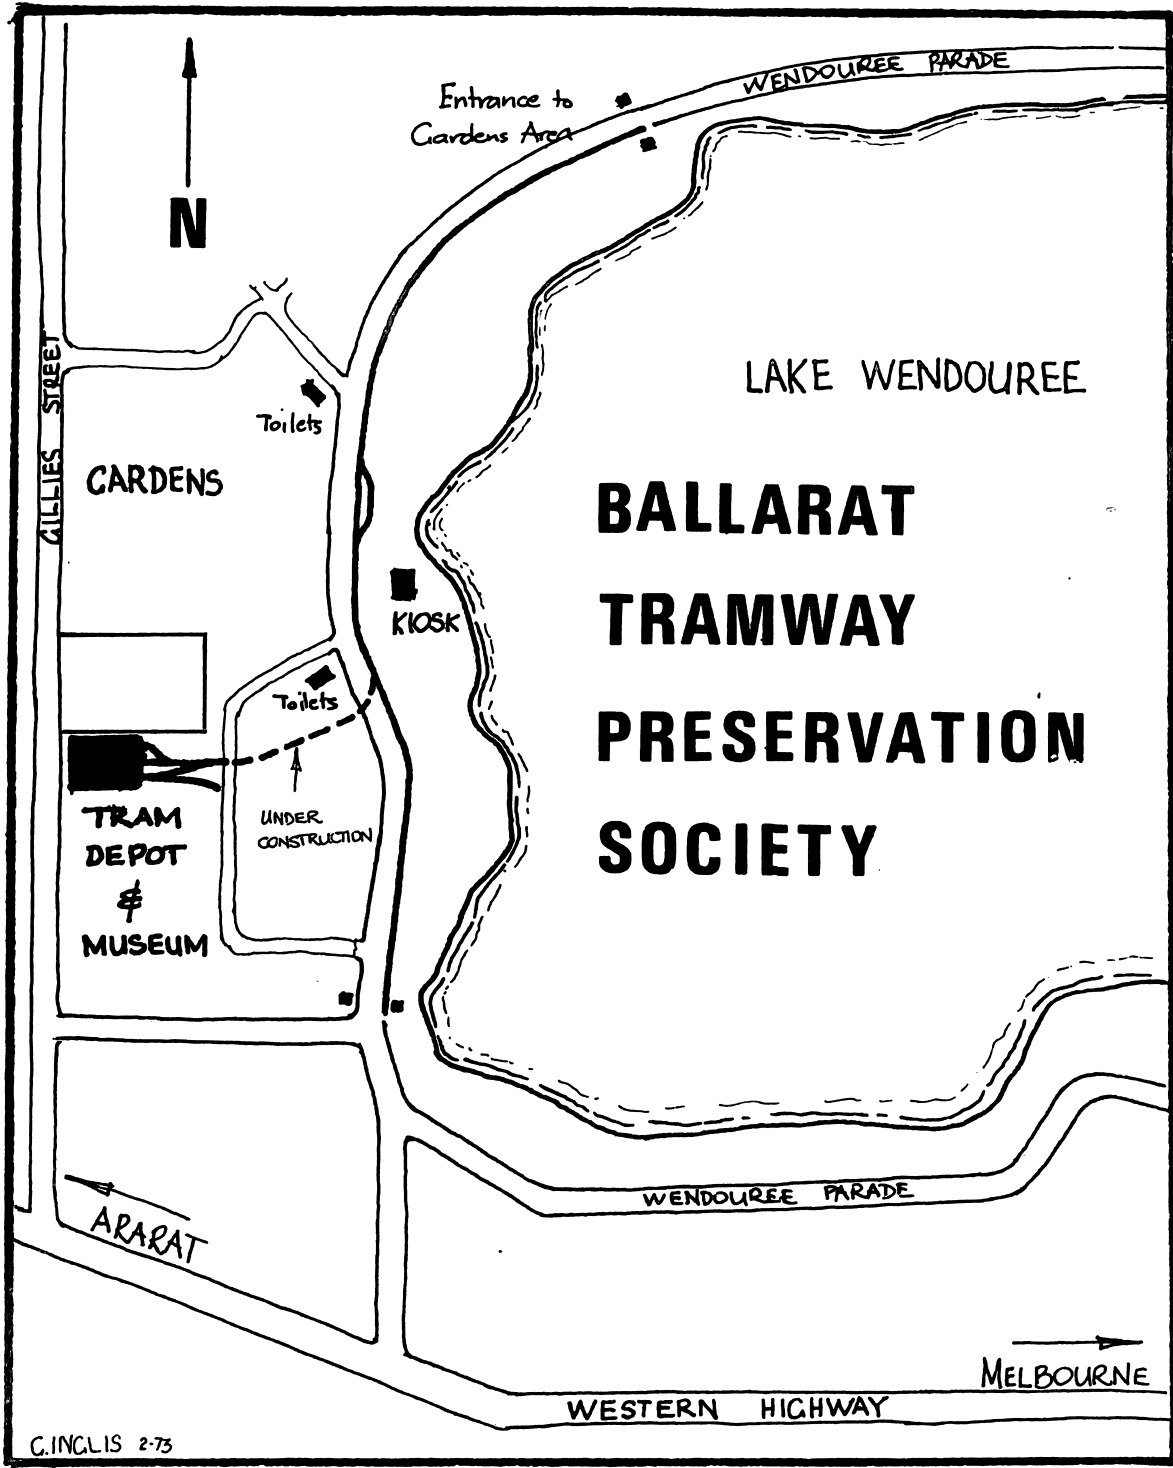 WENDOUREE PARADE
Entrance to
Gardens Area
N
GILLIES STREET
LAKE WENDOUREE
Toilets
GARDENS
BALLARAT
TRAMWAY
PRESERVATION
SOCIETY
KIOSK
Toilets
UNDER
CONSTRUCTION
TRAM
DEPOT
&
MUSEUM
WENDOUREE PARADE
ARARAT
MELBOURNE
WESTERN HIGHWAY
C.INGLIS 2-73